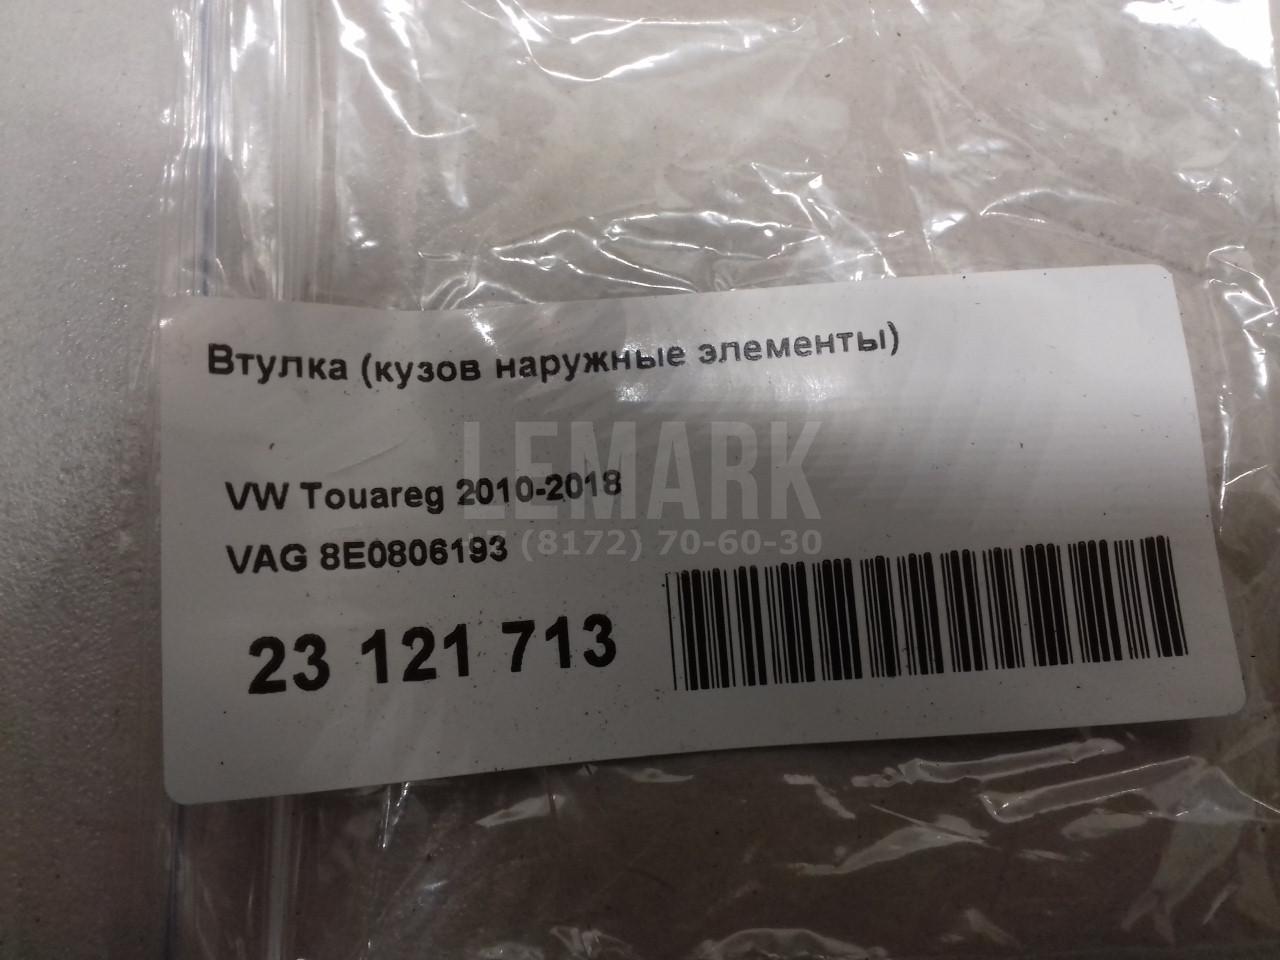 Втулка (кузов наружные элементы)
LEMARK
VW Touareg 2010-2018
VAG 8E0806193
(8172) 70-60-30
23 121 713